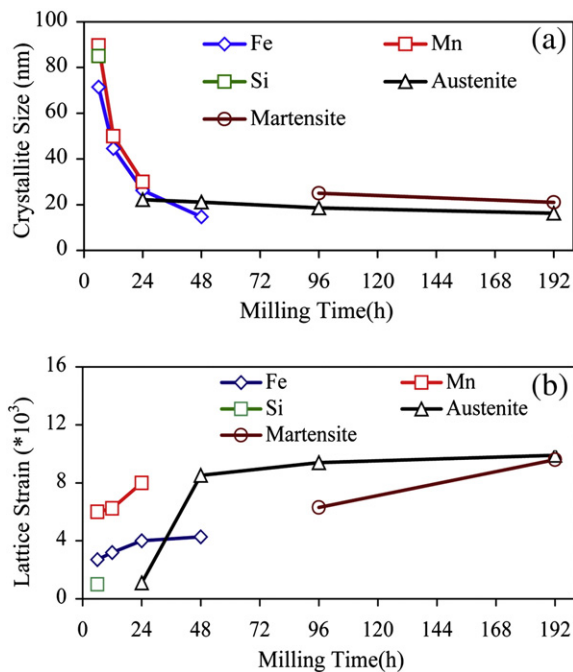 100
(a)
Fe
Mn
80
Si
Austenite
60
Martensite
40
20
0
Crystallite Size (nm)
0 24 48 72 96 120 144 168 192
Milling Time(h)
16
(b)
Fe
Mn
Si
Austenite
12
Martensite
8
4
0
Lattice Strain (*10³)
0 24 48 72 96 120 144 168 192
Milling Time(h)